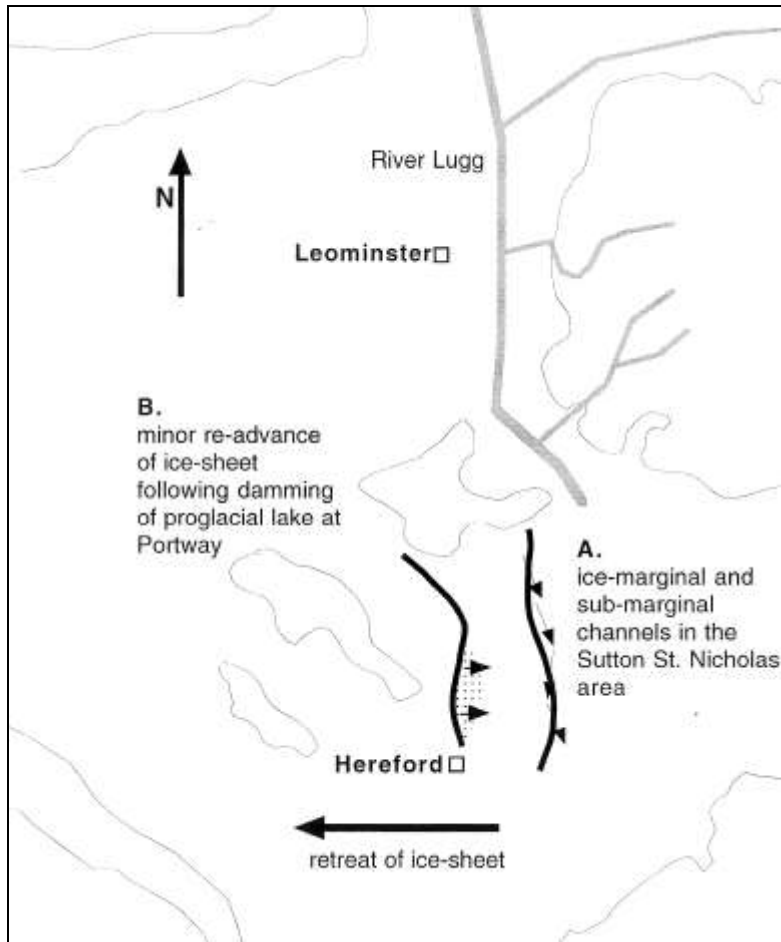 River Lugg
N
Leominster
B.
minor re-advance
of ice-sheet
following damming
of proglacial lake at
Portway
A.
ice-marginal and
sub-marginal
channels in the
Sutton St. Nicholas
area
Hereford
retreat of ice-sheet